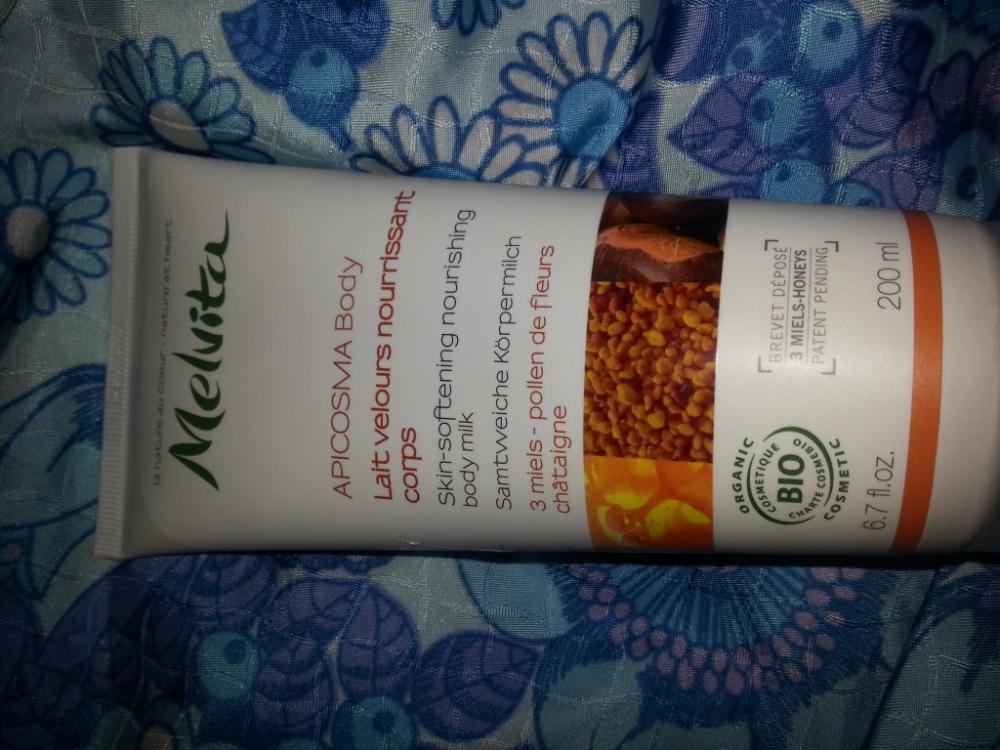 la nature au coeur - nature at heart
Melvita
APICOSMA Body
Lait velours nourrissant
corps
Skin-softening nourishing
body milk
Samtweiche Körpermilch
3 miels - pollen de fleurs
châtaigne
BREVET DÉPOSÉ
3 MIELS-HONEYS
PATENT PENDING
ORGANIC
COSMETIQUE
BIO
CHARTE COSMEBIO
COSMETIC
6.7 fl.oz.
200 ml